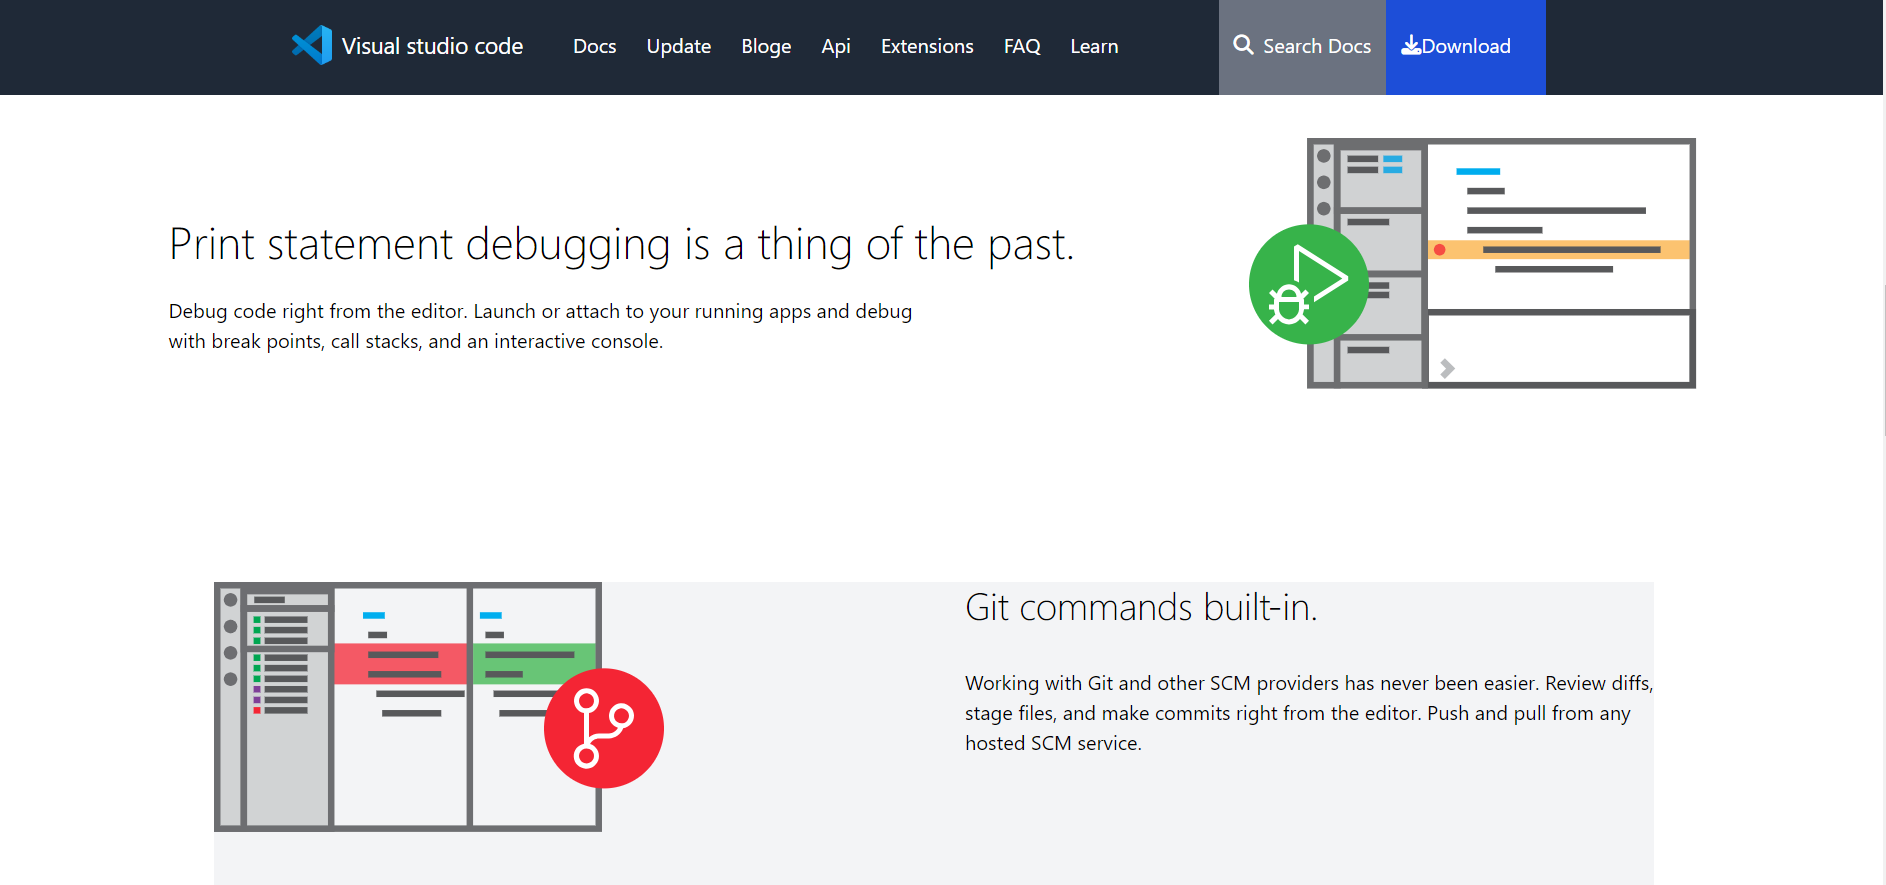 Visual studio code Docs Update Bloge Api Extensions FAQ Learn Search Docs Download
Print statement debugging is a thing of the past.
Debug code right from the editor. Launch or attach to your running apps and debug
with break points, call stacks, and an interactive console.
Git commands built-in.
Working with Git and other SCM providers has never been easier. Review diffs,
stage files, and make commits right from the editor. Push and pull from any
hosted SCM service.